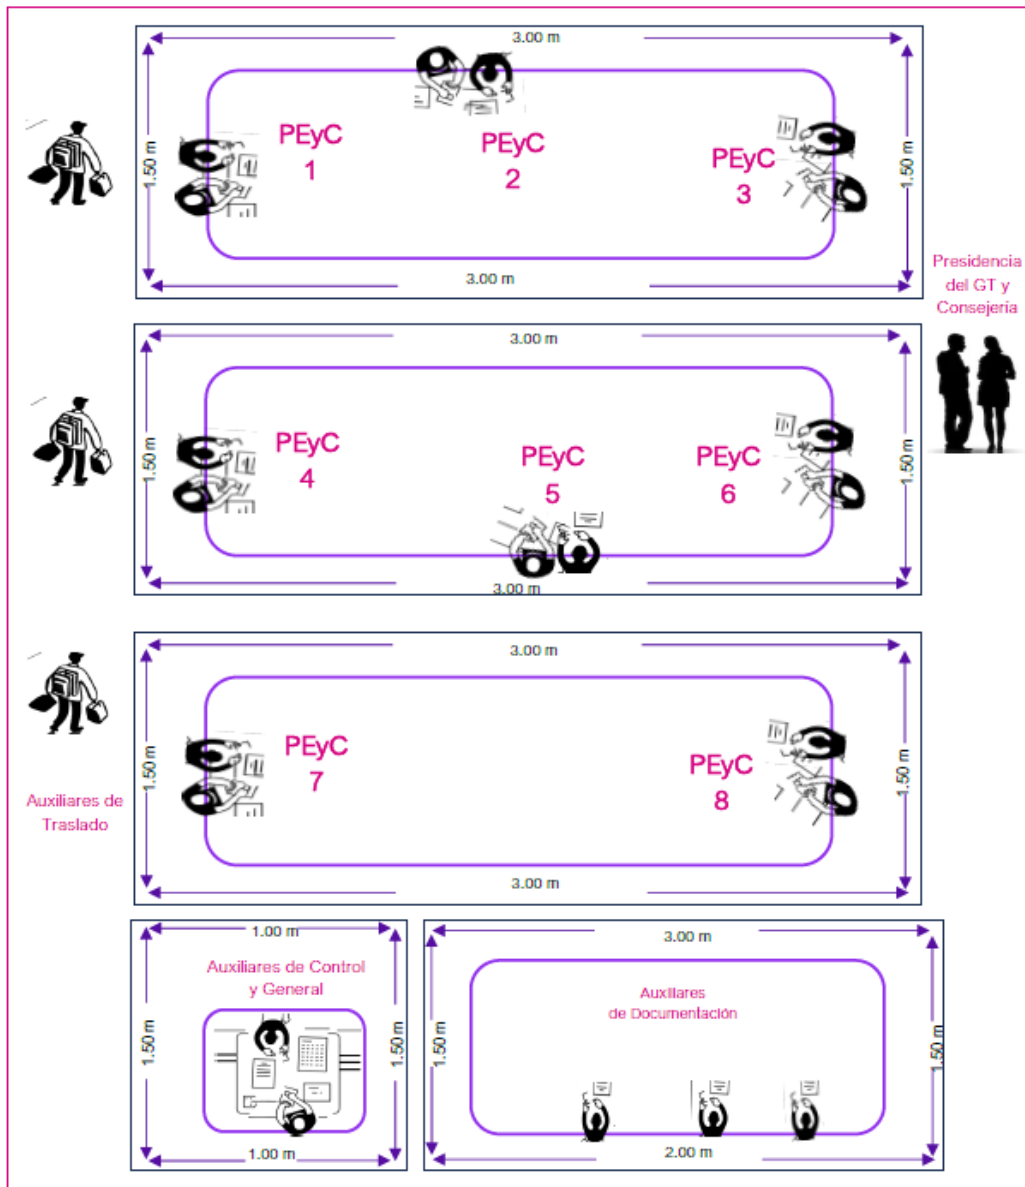 3.00 m
1.50 m
PEyC
1
PEyC
2
PEyC
3
1.50 m
3.00 m
Presidencia
del GT y
Consejería
3.00 m
1.50 m
PEyC
4
PEyC
5
PEyC
6
1.50 m
3.00 m
3.00 m
1.50 m
PEyC
7
PEyC
8
1.50 m
Auxiliares de
Traslado
3.00 m
1.00 m
Auxiliares de Control
y General
1.50 m
1.50 m
1.00 m
3.00 m
Auxiliares
de Documentación
1.50 m
1.50 m
2.00 m